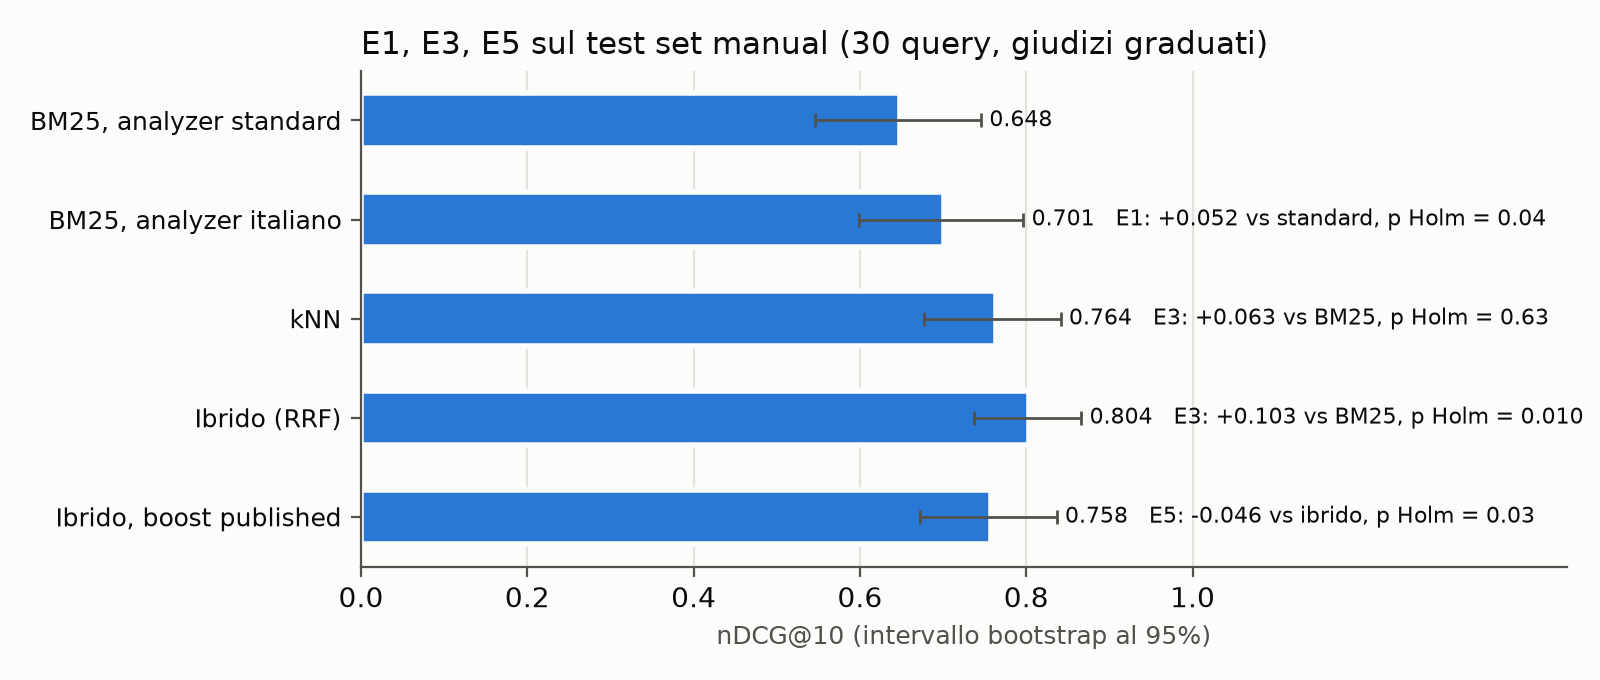 E1, E3, E5 sul test set manual (30 query, giudizi graduati)
BM25, analyzer standard 0.648
BM25, analyzer italiano 0.701 E1: +0.052 vs standard, p Holm = 0.04
kNN 0.764 E3: +0.063 vs BM25, p Holm = 0.63
Ibrido (RRF) 0.804 E3: +0.103 vs BM25, p Holm = 0.010
Ibrido, boost published 0.758 E5: -0.046 vs ibrido, p Holm = 0.03
0.0 0.2 0.4 0.6 0.8 1.0
nDCG@10 (intervallo bootstrap al 95%)